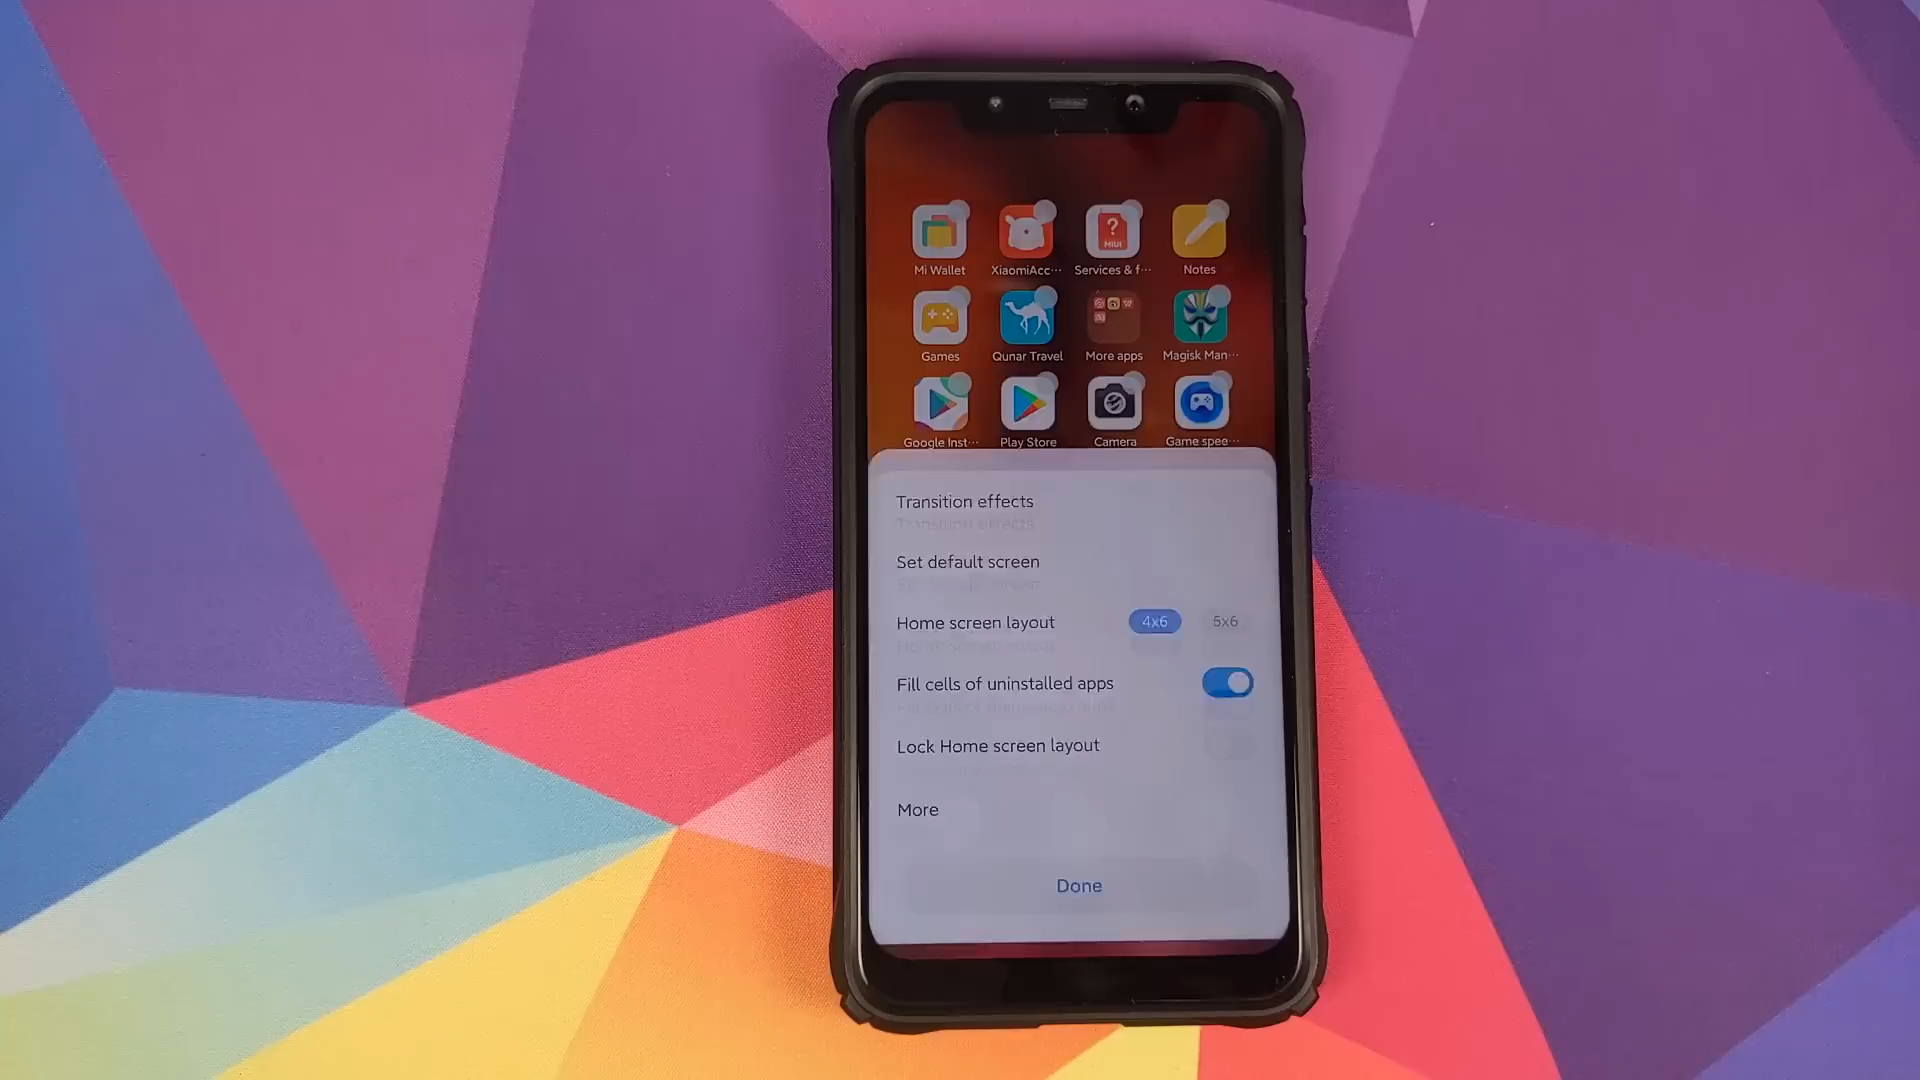 Mi Wallet XiaomiAcc··· Services & f··· Notes
? MIUI
Games Qunar Travel More apps Magisk Man···
Google Inst··· Play Store Camera Game spee···
Transition effects
Set default screen
Home screen layout 4x6 5x6
Fill cells of uninstalled apps
Lock Home screen layout
More
Done